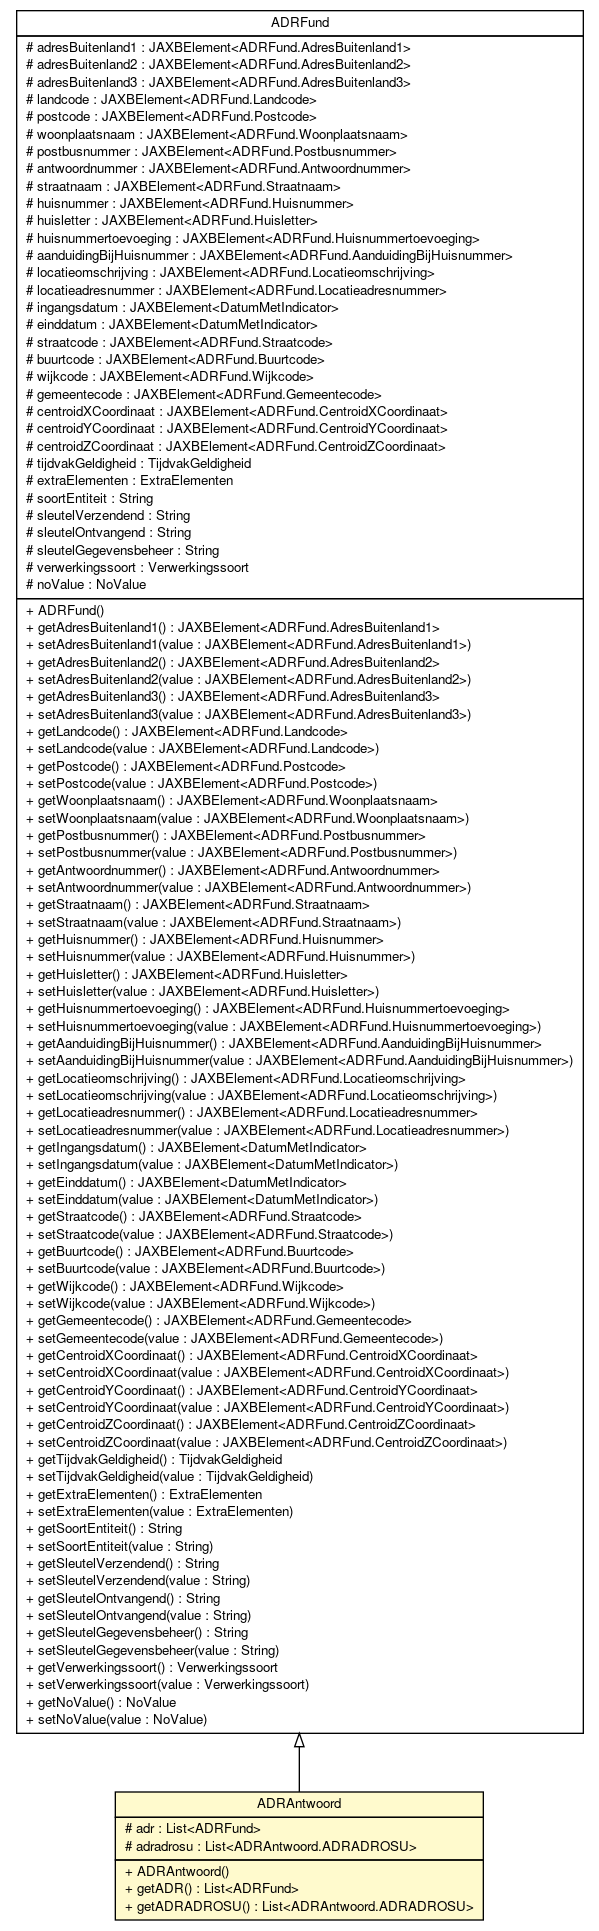 ADRFund
# adresBuitenland1 : JAXBElement<ADRFund.AdresBuitenland1>
# adresBuitenland2 : JAXBElement<ADRFund.AdresBuitenland2>
# adresBuitenland3 : JAXBElement<ADRFund.AdresBuitenland3>
# landcode : JAXBElement<ADRFund.Landcode>
# postcode : JAXBElement<ADRFund.Postcode>
# woonplaatsnaam : JAXBElement<ADRFund.Woonplaatsnaam>
# postbusnummer : JAXBElement<ADRFund.Postbusnummer>
# antwoordnummer : JAXBElement<ADRFund.Antwoordnummer>
# straatnaam : JAXBElement<ADRFund.Straatnaam>
# huisnummer : JAXBElement<ADRFund.Huisnummer>
# huisletter : JAXBElement<ADRFund.Huisletter>
# huisnummertoevoeging : JAXBElement<ADRFund.Huisnummertoevoeging>
# aanduidingBijHuisnummer : JAXBElement<ADRFund.AanduidingBijHuisnummer>
# locatieomschrijving : JAXBElement<ADRFund.Locatieomschrijving>
# locatieadresnummer : JAXBElement<ADRFund.Locatieadresnummer>
# ingangsdatum : JAXBElement<DatumMetIndicator>
# einddatum : JAXBElement<DatumMetIndicator>
# straatcode : JAXBElement<ADRFund.Straatcode>
# buurtcode : JAXBElement<ADRFund.Buurtcode>
# wijkcode : JAXBElement<ADRFund.Wijkcode>
# gemeentecode : JAXBElement<ADRFund.Gemeentecode>
# centroidXCoordinaat : JAXBElement<ADRFund.CentroidXCoordinaat>
# centroidYCoordinaat : JAXBElement<ADRFund.CentroidYCoordinaat>
# centroidZCoordinaat : JAXBElement<ADRFund.CentroidZCoordinaat>
# tijdvakGeldigheid : TijdvakGeldigheid
# extraElementen : ExtraElementen
# soortEntiteit : String
# sleutelVerzendend : String
# sleutelOntvangend : String
# sleutelGegevensbeheer : String
# verwerkingssoort : Verwerkingssoort
# noValue : NoValue
+ ADRFund()
+ getAdresBuitenland1() : JAXBElement<ADRFund.AdresBuitenland1>
+ setAdresBuitenland1(value : JAXBElement<ADRFund.AdresBuitenland1>)
+ getAdresBuitenland2() : JAXBElement<ADRFund.AdresBuitenland2>
+ setAdresBuitenland2(value : JAXBElement<ADRFund.AdresBuitenland2>)
+ getAdresBuitenland3() : JAXBElement<ADRFund.AdresBuitenland3>
+ setAdresBuitenland3(value : JAXBElement<ADRFund.AdresBuitenland3>)
+ getLandcode() : JAXBElement<ADRFund.Landcode>
+ setLandcode(value : JAXBElement<ADRFund.Landcode>)
+ getPostcode() : JAXBElement<ADRFund.Postcode>
+ setPostcode(value : JAXBElement<ADRFund.Postcode>)
+ getWoonplaatsnaam() : JAXBElement<ADRFund.Woonplaatsnaam>
+ setWoonplaatsnaam(value : JAXBElement<ADRFund.Woonplaatsnaam>)
+ getPostbusnummer() : JAXBElement<ADRFund.Postbusnummer>
+ setPostbusnummer(value : JAXBElement<ADRFund.Postbusnummer>)
+ getAntwoordnummer() : JAXBElement<ADRFund.Antwoordnummer>
+ setAntwoordnummer(value : JAXBElement<ADRFund.Antwoordnummer>)
+ getStraatnaam() : JAXBElement<ADRFund.Straatnaam>
+ setStraatnaam(value : JAXBElement<ADRFund.Straatnaam>)
+ getHuisnummer() : JAXBElement<ADRFund.Huisnummer>
+ setHuisnummer(value : JAXBElement<ADRFund.Huisnummer>)
+ getHuisletter() : JAXBElement<ADRFund.Huisletter>
+ setHuisletter(value : JAXBElement<ADRFund.Huisletter>)
+ getHuisnummertoevoeging() : JAXBElement<ADRFund.Huisnummertoevoeging>
+ setHuisnummertoevoeging(value : JAXBElement<ADRFund.Huisnummertoevoeging>)
+ getAanduidingBijHuisnummer() : JAXBElement<ADRFund.AanduidingBijHuisnummer>
+ setAanduidingBijHuisnummer(value : JAXBElement<ADRFund.AanduidingBijHuisnummer>)
+ getLocatieomschrijving() : JAXBElement<ADRFund.Locatieomschrijving>
+ setLocatieomschrijving(value : JAXBElement<ADRFund.Locatieomschrijving>)
+ getLocatieadresnummer() : JAXBElement<ADRFund.Locatieadresnummer>
+ setLocatieadresnummer(value : JAXBElement<ADRFund.Locatieadresnummer>)
+ getIngangsdatum() : JAXBElement<DatumMetIndicator>
+ setIngangsdatum(value : JAXBElement<DatumMetIndicator>)
+ getEinddatum() : JAXBElement<DatumMetIndicator>
+ setEinddatum(value : JAXBElement<DatumMetIndicator>)
+ getStraatcode() : JAXBElement<ADRFund.Straatcode>
+ setStraatcode(value : JAXBElement<ADRFund.Straatcode>)
+ getBuurtcode() : JAXBElement<ADRFund.Buurtcode>
+ setBuurtcode(value : JAXBElement<ADRFund.Buurtcode>)
+ getWijkcode() : JAXBElement<ADRFund.Wijkcode>
+ setWijkcode(value : JAXBElement<ADRFund.Wijkcode>)
+ getGemeentecode() : JAXBElement<ADRFund.Gemeentecode>
+ setGemeentecode(value : JAXBElement<ADRFund.Gemeentecode>)
+ getCentroidXCoordinaat() : JAXBElement<ADRFund.CentroidXCoordinaat>
+ setCentroidXCoordinaat(value : JAXBElement<ADRFund.CentroidXCoordinaat>)
+ getCentroidYCoordinaat() : JAXBElement<ADRFund.CentroidYCoordinaat>
+ setCentroidYCoordinaat(value : JAXBElement<ADRFund.CentroidYCoordinaat>)
+ getCentroidZCoordinaat() : JAXBElement<ADRFund.CentroidZCoordinaat>
+ setCentroidZCoordinaat(value : JAXBElement<ADRFund.CentroidZCoordinaat>)
+ getTijdvakGeldigheid() : TijdvakGeldigheid
+ setTijdvakGeldigheid(value : TijdvakGeldigheid)
+ getExtraElementen() : ExtraElementen
+ setExtraElementen(value : ExtraElementen)
+ getSoortEntiteit() : String
+ setSoortEntiteit(value : String)
+ getSleutelVerzendend() : String
+ setSleutelVerzendend(value : String)
+ getSleutelOntvangend() : String
+ setSleutelOntvangend(value : String)
+ getSleutelGegevensbeheer() : String
+ setSleutelGegevensbeheer(value : String)
+ getVerwerkingssoort() : Verwerkingssoort
+ setVerwerkingssoort(value : Verwerkingssoort)
+ getNoValue() : NoValue
+ setNoValue(value : NoValue)
ADRAntwoord
# adr : List<ADRFund>
# adradrosu : List<ADRAntwoord.ADRADROSU>
+ ADRAntwoord()
+ getADR() : List<ADRFund>
+ getADRADROSU() : List<ADRAntwoord.ADRADROSU>